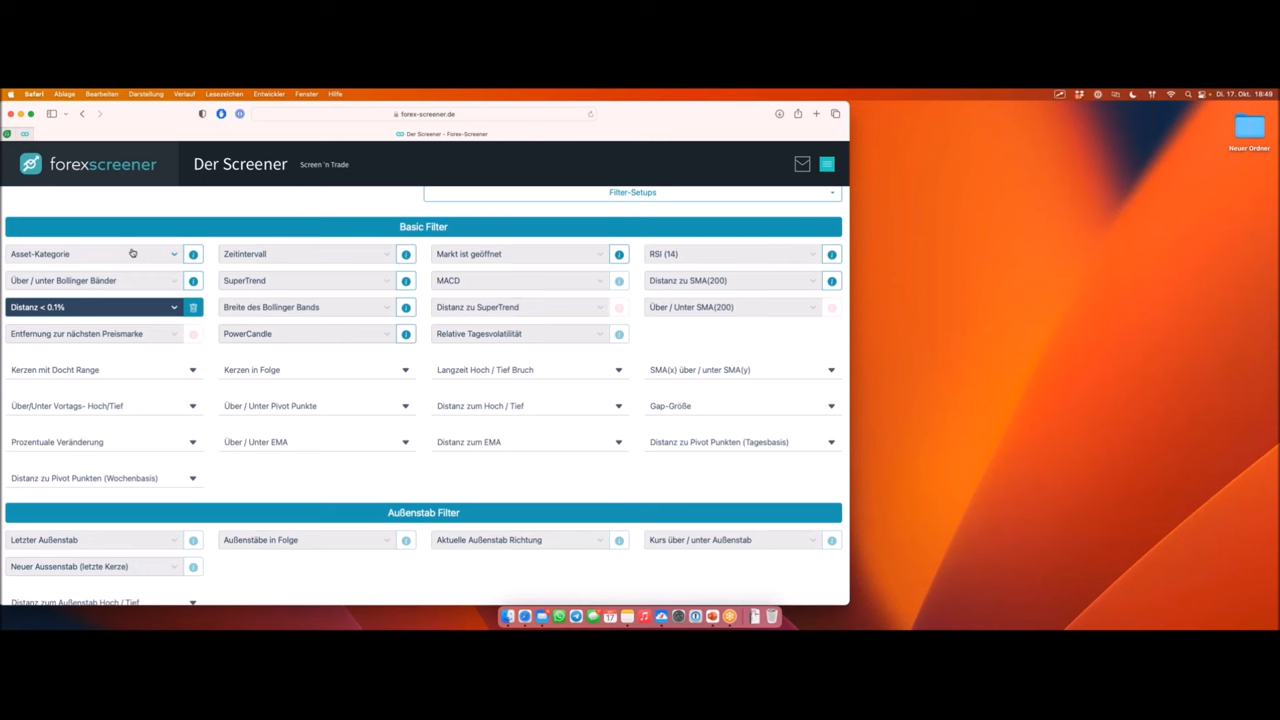 Safari Ablage Bearbeiten Darstellung Verlauf Lesezeichen Entwickler Fenster Hilfe Di. 17. Okt. 18:49
forex-screener.de
Der Screener - Forex-Screener
Neuer Ordner
forexscreener Der Screener Screen 'n Trade
Filter-Setups
Basic Filter
Asset-Kategorie Zeitintervall Markt ist geöffnet RSI (14)
Über / unter Bollinger Bänder SuperTrend MACD Distanz zu SMA(200)
Distanz < 0.1% Breite des Bollinger Bands Distanz zu SuperTrend Über / Unter SMA(200)
Entfernung zur nächsten Preismarke PowerCandle Relative Tagesvolatilität
Kerzen mit Docht Range Kerzen in Folge Langzeit Hoch / Tief Bruch SMA(x) über / unter SMA(y)
Über/Unter Vortags- Hoch/Tief Über / Unter Pivot Punkte Distanz zum Hoch / Tief Gap-Größe
Prozentuale Veränderung Über / Unter EMA Distanz zum EMA Distanz zu Pivot Punkten (Tagesbasis)
Distanz zu Pivot Punkten (Wochenbasis)
Außenstab Filter
Letzter Außenstab Außenstäbe in Folge Aktuelle Außenstab Richtung Kurs über / unter Außenstab
Neuer Aussenstab (letzte Kerze)
Distanz zum Außenstab Hoch / Tief
17